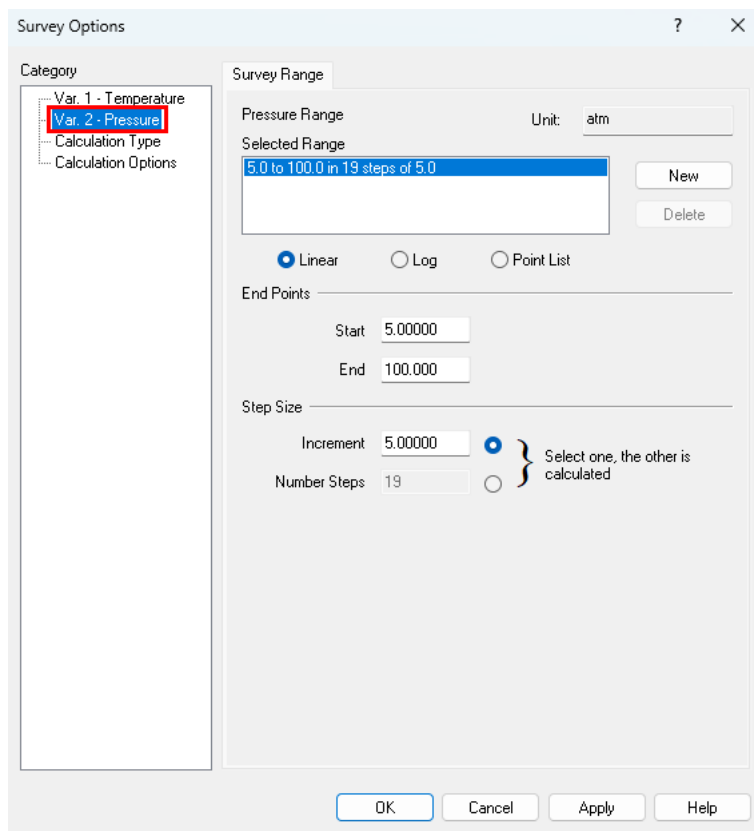 Survey Options ?
Category
Var. 1 - Temperature
Var. 2 - Pressure
Calculation Type
Calculation Options
Survey Range
Pressure Range
Unit: atm
Selected Range
5.0 to 100.0 in 19 steps of 5.0
New
Delete
Linear Log Point List
End Points
Start 5.00000
End 100.000
Step Size
Increment 5.00000
Number Steps 19
Select one, the other is
calculated
OK Cancel Apply Help